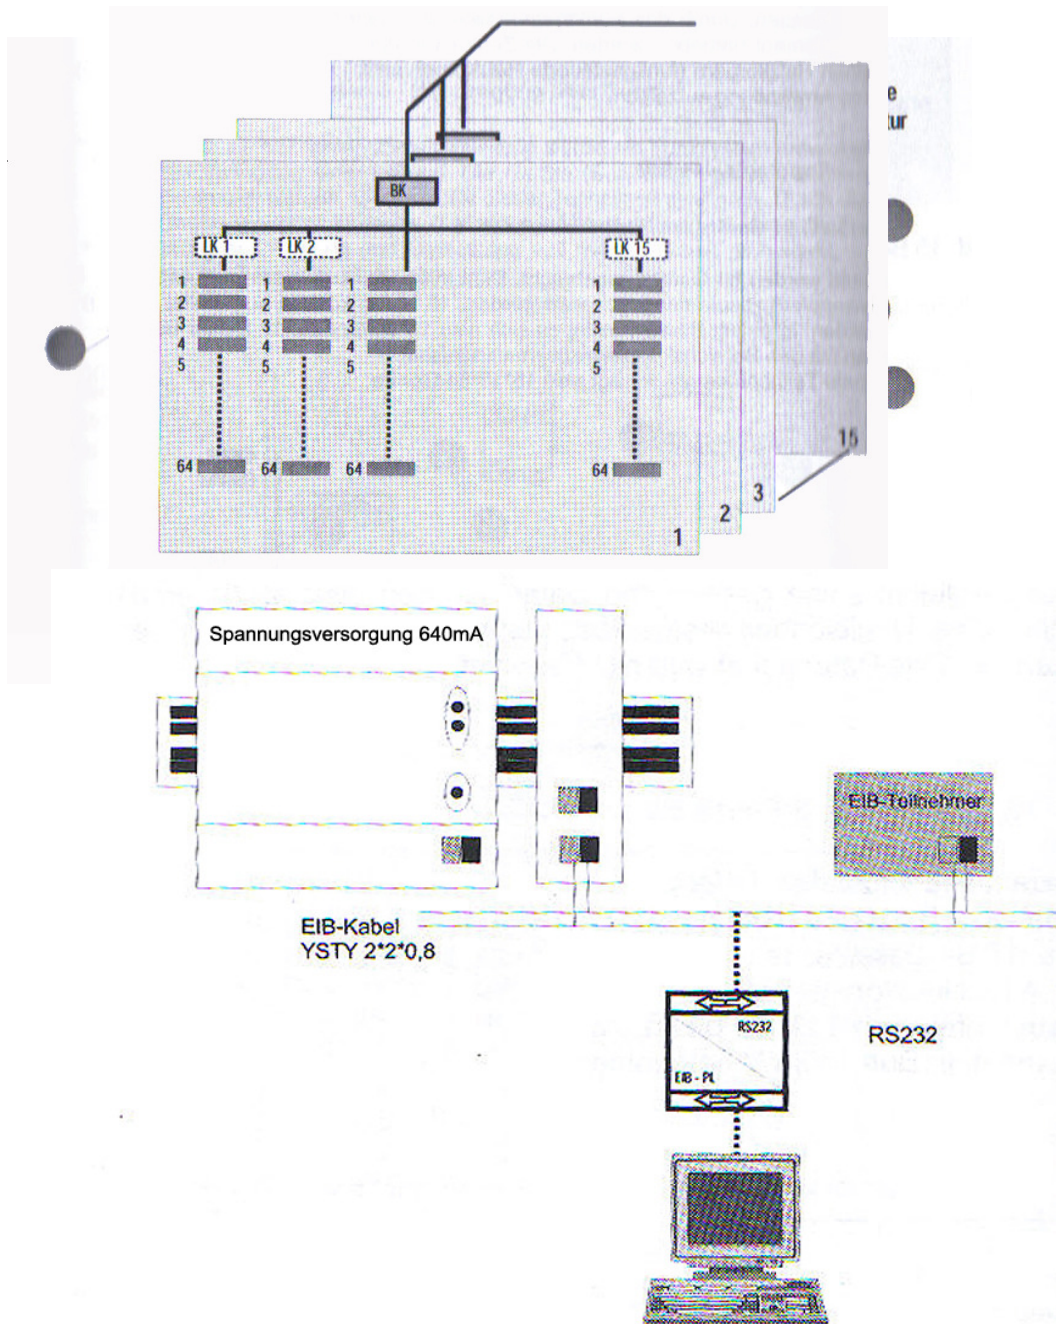 e
tur
BK
LK 1 LK 2 LK 15
1 1 1 1
2 2 2 2
3 3 3 3
4 4 4 4
5 5 5 5
64 64 64 64
15
3
2
1
Spannungsversorgung 640mA
EIB-Teilnehmer
EIB-Kabel
YSTY 2*2*0,8
RS232
RS232
EIB - PL